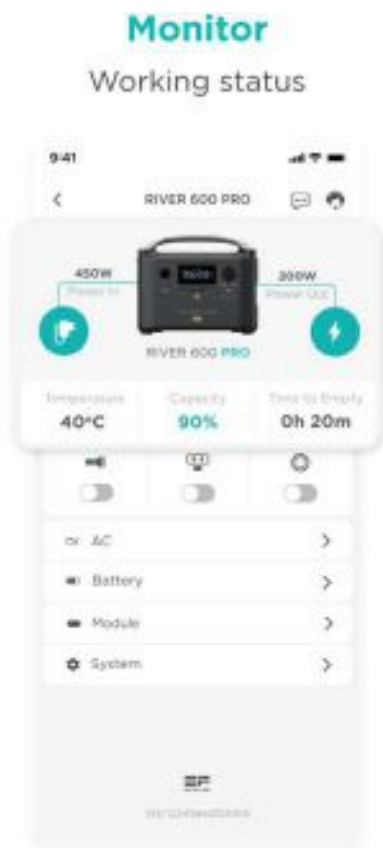 Monitor
Working status
9:41
RIVER 600 PRO
450W
Power In
200W
Power Out
RIVER 600 PRO
Temperature
Capacity
Time to Empty
40°C
90%
0h 20m
AC
Battery
Module
System
EF